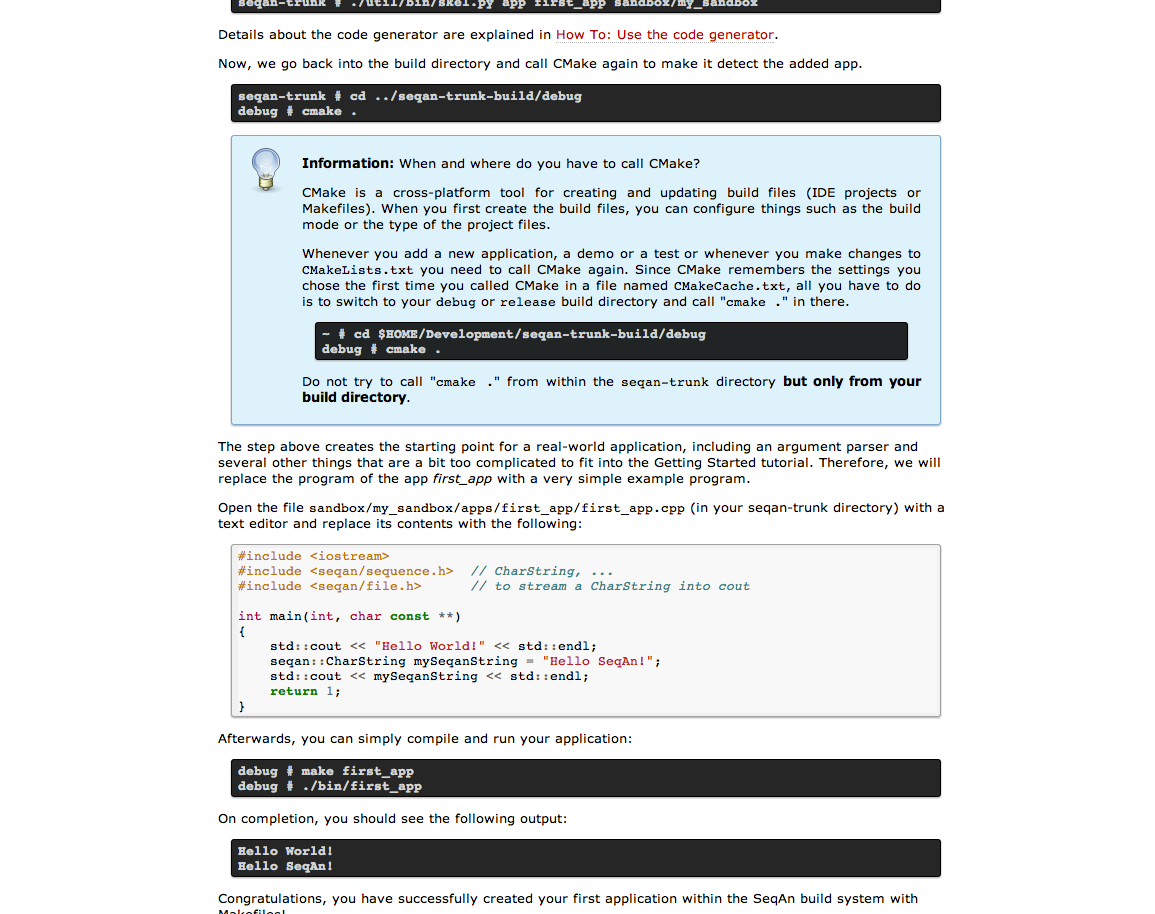 seqan-trunk # ./util/bin/skel.py app first_app sandbox/my_sandbox
Details about the code generator are explained in How To: Use the code generator.
Now, we go back into the build directory and call CMake again to make it detect the added app.
seqan-trunk # cd ../seqan-trunk-build/debug
debug # cmake .
Information: When and where do you have to call CMake?
CMake is a cross-platform tool for creating and updating build files (IDE projects or
Makefiles). When you first create the build files, you can configure things such as the build
mode or the type of the project files.
Whenever you add a new application, a demo or a test or whenever you make changes to
CMakeLists.txt you need to call CMake again. Since CMake remembers the settings you
chose the first time you called CMake in a file named CMakeCache.txt, all you have to do
is to switch to your debug or release build directory and call "cmake ." in there.
~ # cd $HOME/Development/seqan-trunk-build/debug
debug # cmake .
Do not try to call "cmake ." from within the seqan-trunk directory but only from your
build directory.
The step above creates the starting point for a real-world application, including an argument parser and
several other things that are a bit too complicated to fit into the Getting Started tutorial. Therefore, we will
replace the program of the app first_app with a very simple example program.
Open the file sandbox/my_sandbox/apps/first_app/first_app.cpp (in your seqan-trunk directory) with a
text editor and replace its contents with the following:
#include <iostream>
#include <seqan/sequence.h>  // CharString, ...
#include <seqan/file.h>      // to stream a CharString into cout
int main(int, char const **)
{
    std::cout << "Hello World!" << std::endl;
    seqan::CharString mySeqanString = "Hello SeqAn!";
    std::cout << mySeqanString << std::endl;
    return 1;
}
Afterwards, you can simply compile and run your application:
debug # make first_app
debug # ./bin/first_app
On completion, you should see the following output:
Hello World!
Hello SeqAn!
Congratulations, you have successfully created your first application within the SeqAn build system with
Makefiles!